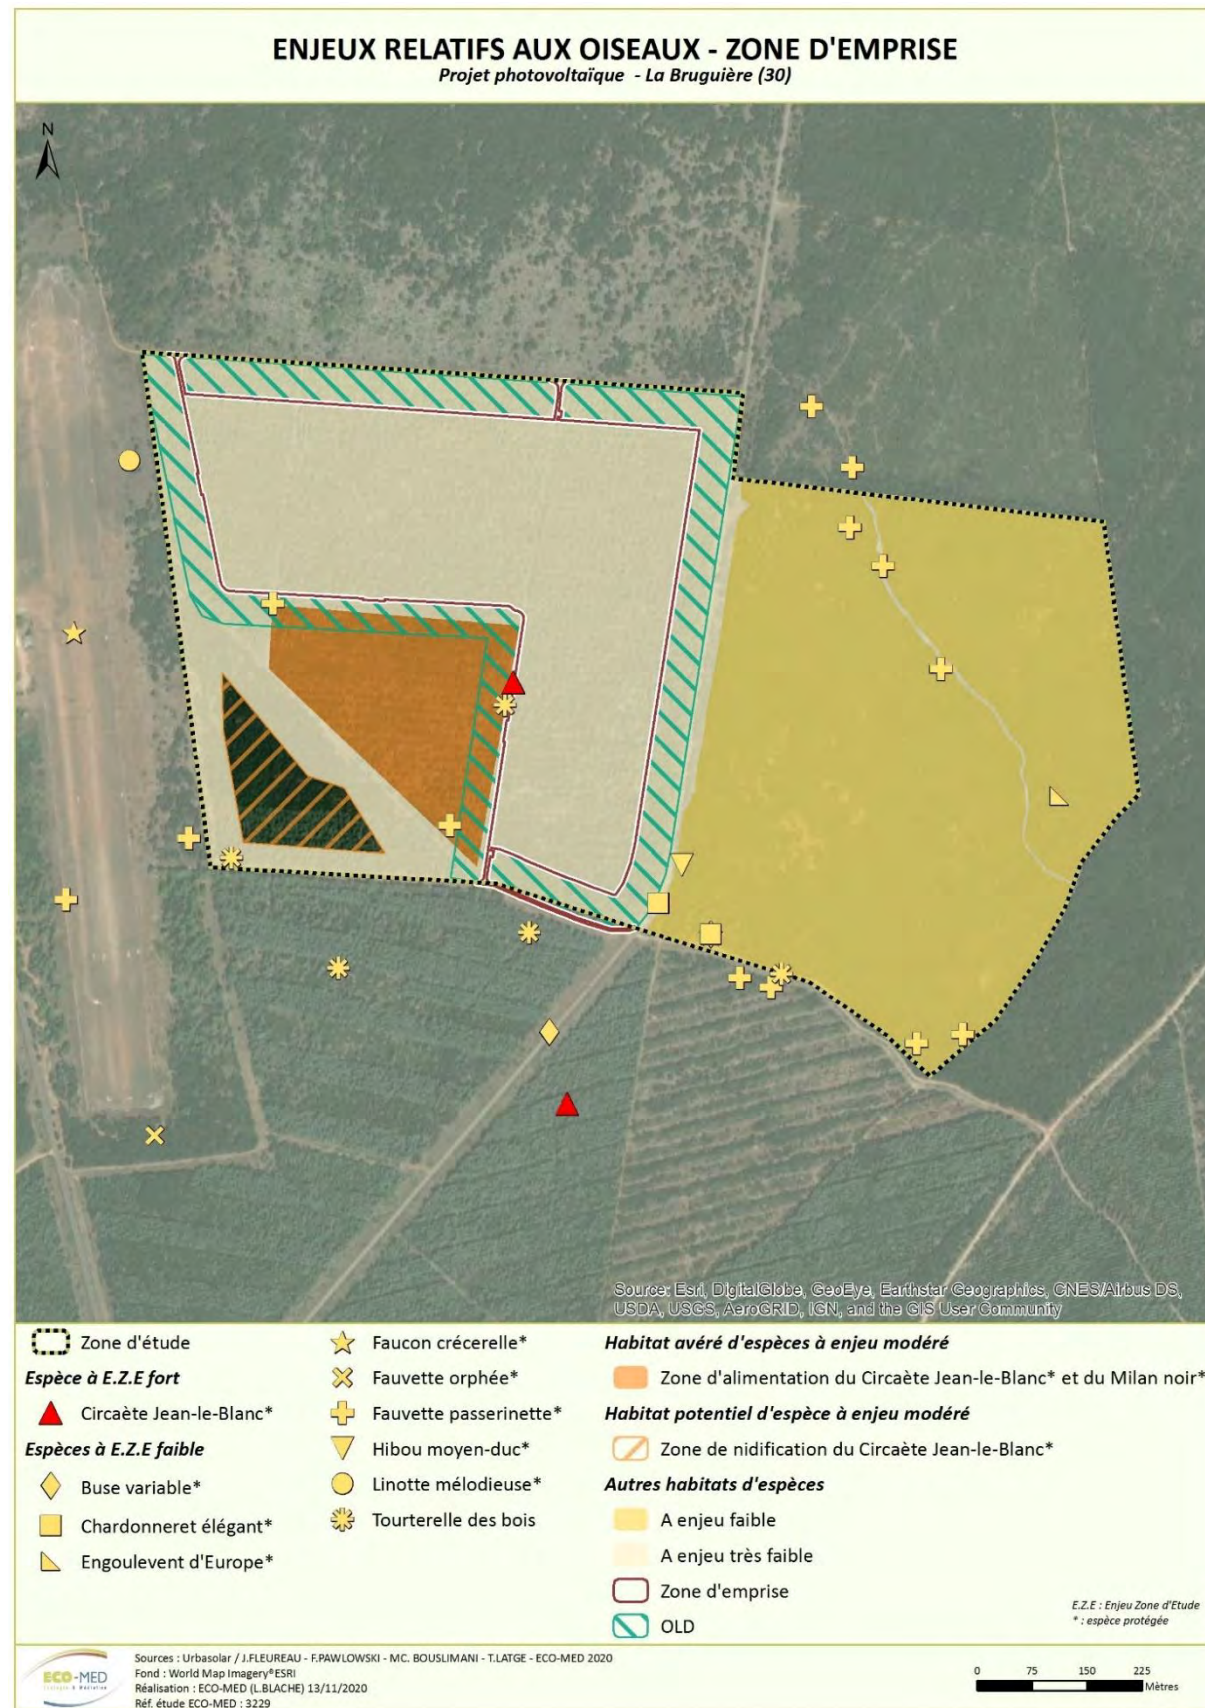 ENJEUX RELATIFS AUX OISEAUX - ZONE D'EMPRISE
Projet photovoltaïque - La Bruguière (30)
N
Source: Esri, DigitalGlobe, GeoEye, Earthstar Geographics, CNES/Airbus DS,
USDA, USGS, AeroGRID, IGN, and the GIS User Community
Zone d'étude
Espèce à E.Z.E fort
Circaète Jean-le-Blanc*
Espèces à E.Z.E faible
Buse variable*
Chardonneret élégant*
Engoulevent d'Europe*
Faucon crécerelle*
Fauvette orphée*
Fauvette passerinette*
Hibou moyen-duc*
Linotte mélodieuse*
Tourterelle des bois
Habitat avéré d'espèces à enjeu modéré
Zone d'alimentation du Circaète Jean-le-Blanc* et du Milan noir*
Habitat potentiel d'espèce à enjeu modéré
Zone de nidification du Circaète Jean-le-Blanc*
Autres habitats d'espèces
A enjeu faible
A enjeu très faible
Zone d'emprise
OLD
E.Z.E : Enjeu Zone d'Etude
* : espèce protégée
ECO-MED
Sources : Urbasolar / J.FLEUREAU - F.PAWLOWSKI - MC. BOUSLIMANI - T.LATGE - ECO-MED 2020
Fond : World Map Imagery®ESRI
Réalisation : ECO-MED (L.BLACHE) 13/11/2020
Réf. étude ECO-MED : 3229
0 75 150 225
Mètres